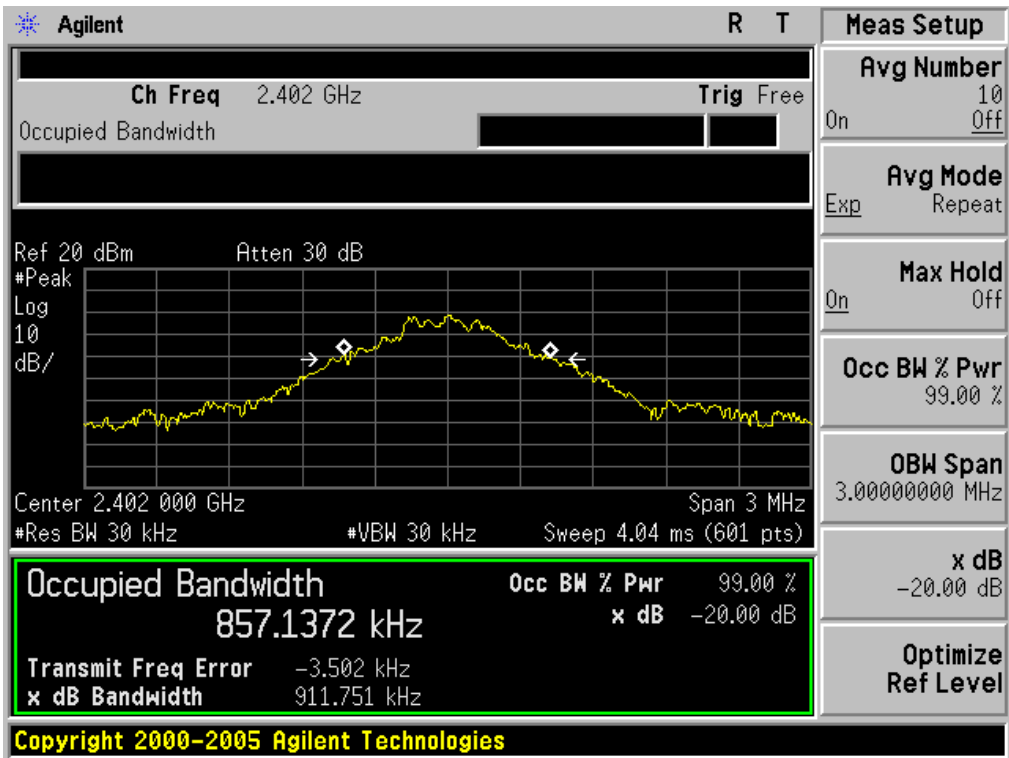 Agilent R T
Ch Freq 2.402 GHz Trig Free
Occupied Bandwidth
Ref 20 dBm Atten 30 dB
#Peak
Log
10
dB/
Center 2.402 000 GHz Span 3 MHz
#Res BW 30 kHz #VBW 30 kHz Sweep 4.04 ms (601 pts)
Occupied Bandwidth Occ BW % Pwr 99.00 %
857.1372 kHz x dB -20.00 dB
Transmit Freq Error -3.502 kHz
x dB Bandwidth 911.751 kHz
Copyright 2000-2005 Agilent Technologies
Meas Setup
Avg Number
10
On Off
Avg Mode
Exp Repeat
Max Hold
On Off
Occ BW % Pwr
99.00 %
OBW Span
3.00000000 MHz
x dB
-20.00 dB
Optimize
Ref Level